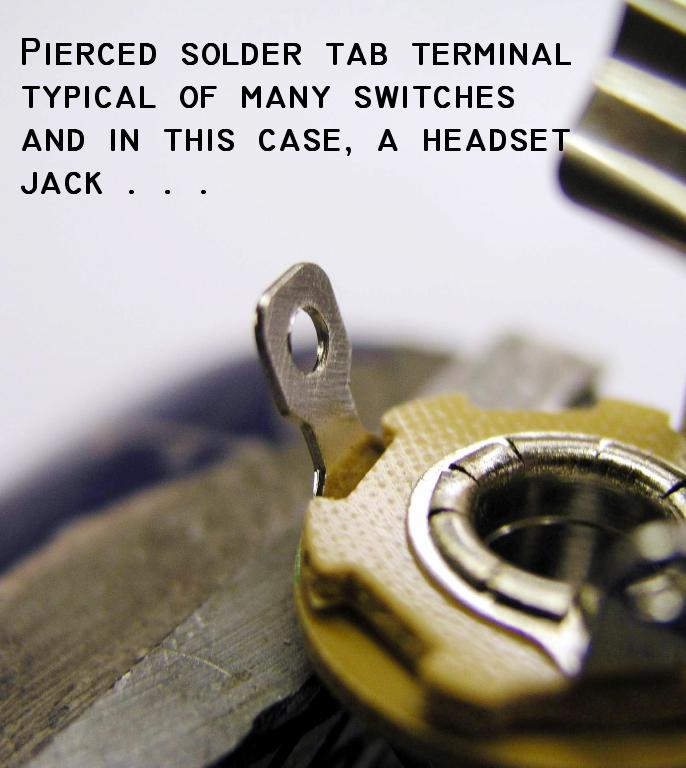 Pierced solder tab terminal
typical of many switches
and in this case, a headset
jack . . .